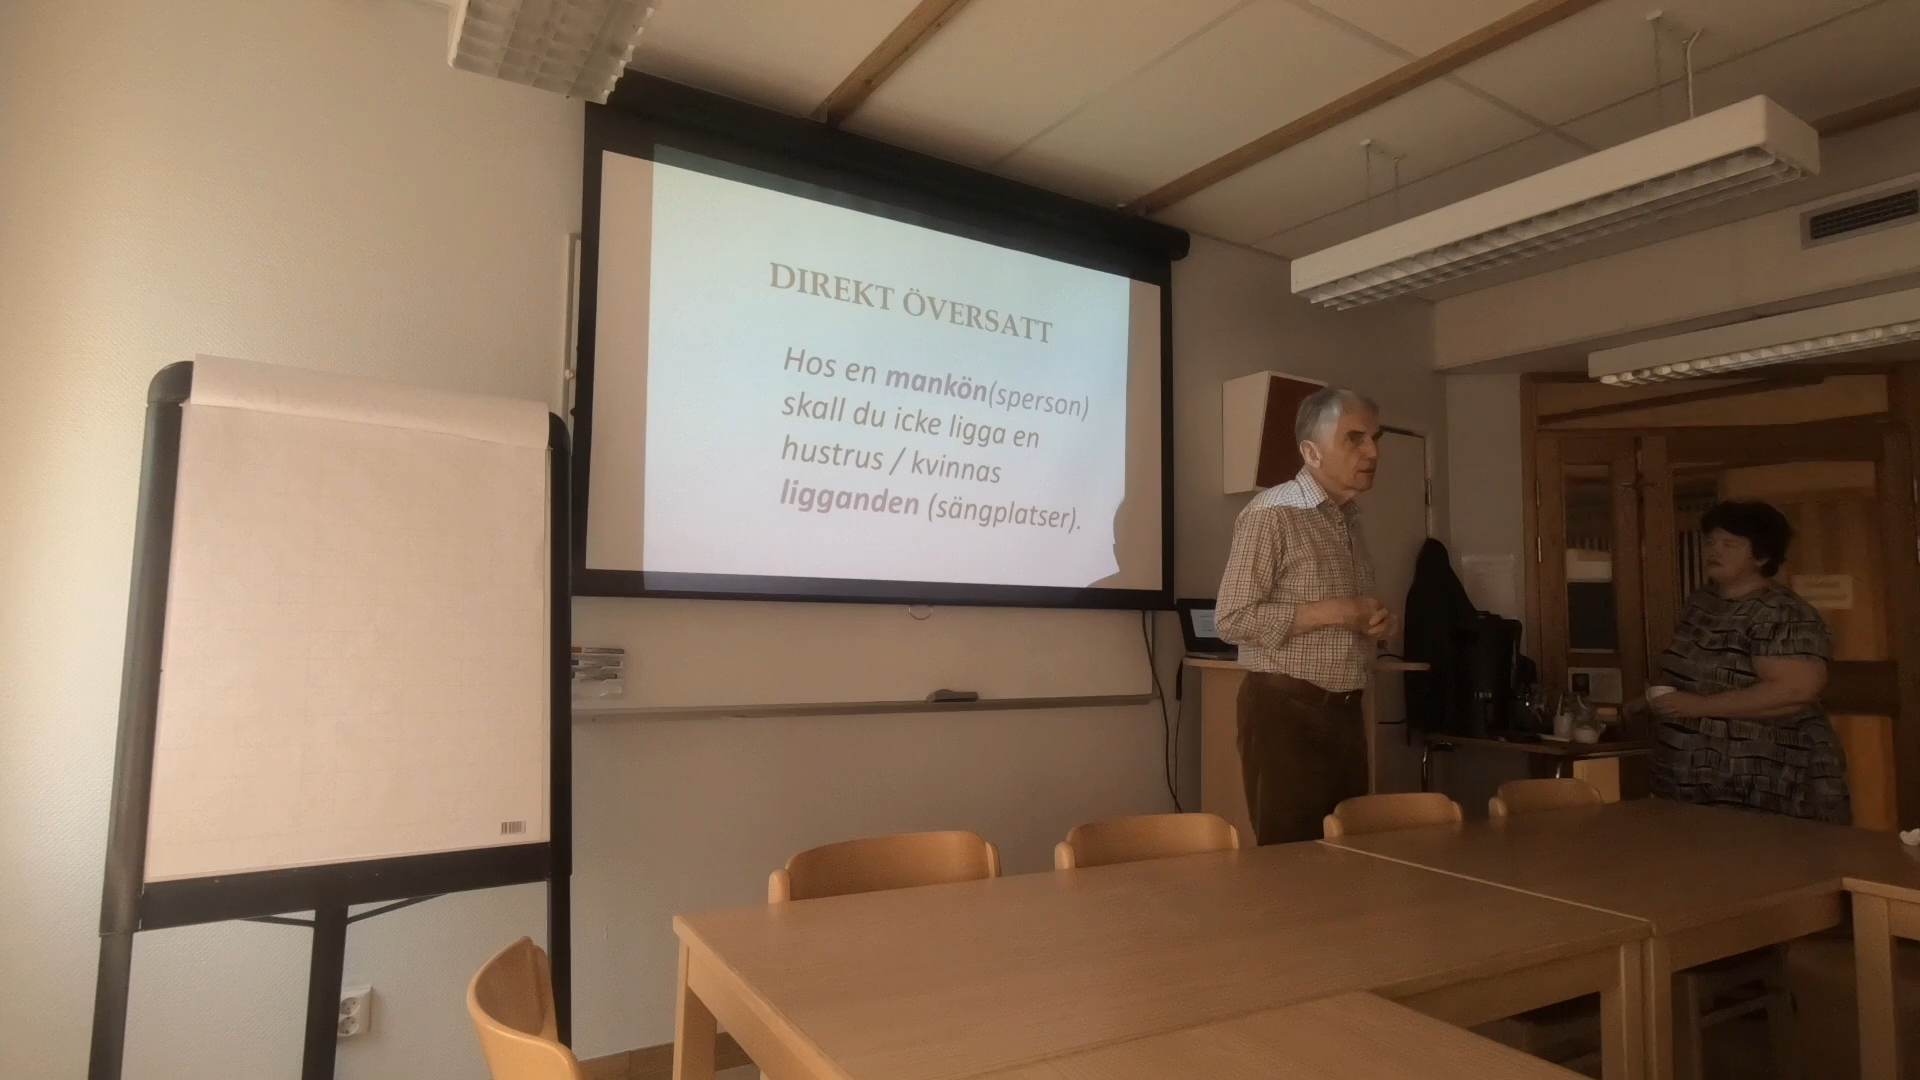 DIREKT ÖVERSATT
Hos en mankön(sperson)
skall du icke ligga en
hustrus / kvinnas
ligganden (sängplatser).